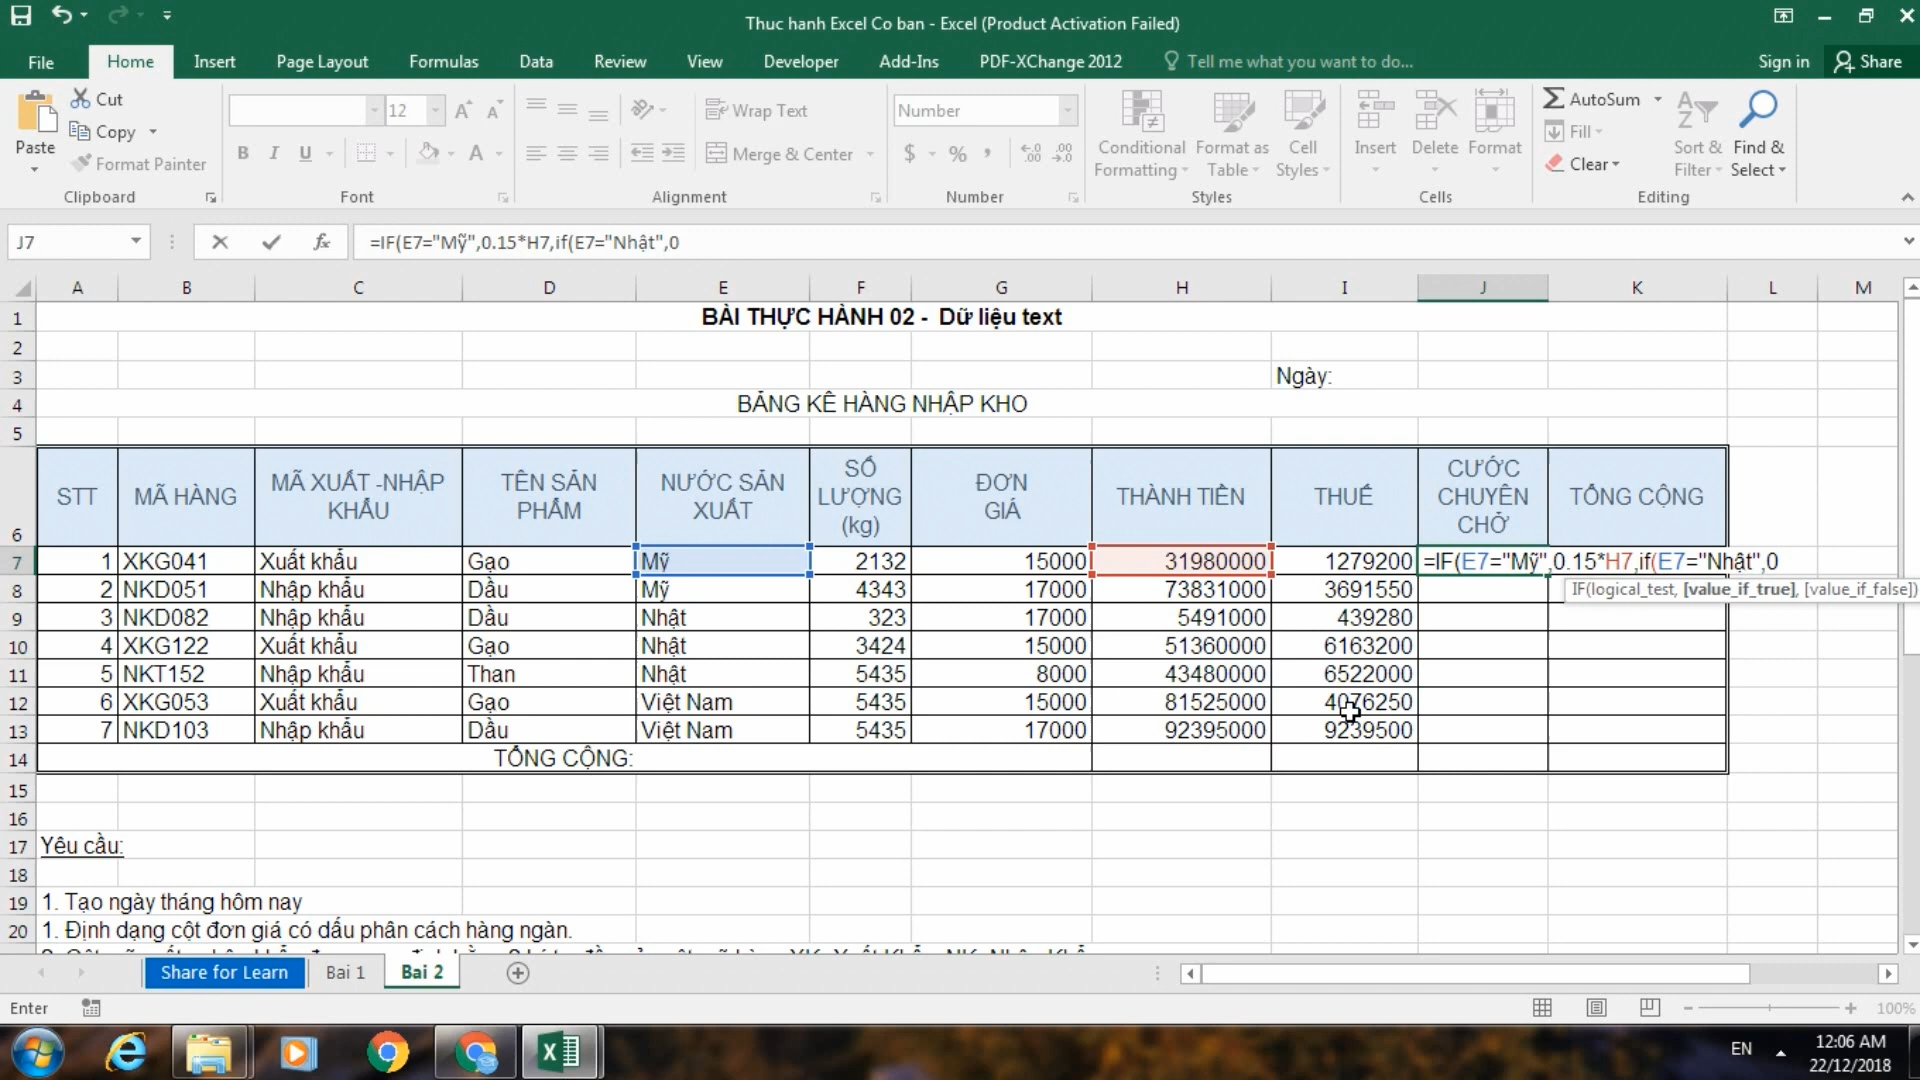 Thuc hanh Excel Co ban - Excel (Product Activation Failed)
File Home Insert Page Layout Formulas Data Review View Developer Add-Ins PDF-XChange 2012 Tell me what you want to do... Sign in Share
Paste Cut Copy Format Painter Clipboard
12 B I U A Font
Wrap Text Merge & Center Alignment
Number $ % Number
Conditional Formatting Format as Table Cell Styles Styles
Insert Delete Format Cells
AutoSum Fill Clear Sort & Filter Find & Select Editing
J7 fx =IF(E7="Mỹ",0.15*H7,if(E7="Nhật",0
A B C D E F G H I J K L M
1 BÀI THỰC HÀNH 02 - Dữ liệu text
2
3 Ngày:
4 BẢNG KÊ HÀNG NHẬP KHO
5
6 STT MÃ HÀNG MÃ XUẤT -NHẬP KHẨU TÊN SẢN PHẨM NƯỚC SẢN XUẤT SỐ LƯỢNG (kg) ĐƠN GIÁ THÀNH TIỀN THUẾ CƯỚC CHUYÊN CHỞ TỔNG CỘNG
7 1 XKG041 Xuất khẩu Gạo Mỹ 2132 15000 31980000 1279200 =IF(E7="Mỹ",0.15*H7,if(E7="Nhật",0
IF(logical_test, [value_if_true], [value_if_false])
8 2 NKD051 Nhập khẩu Dầu Mỹ 4343 17000 73831000 3691550
9 3 NKD082 Nhập khẩu Dầu Nhật 323 17000 5491000 439280
10 4 XKG122 Xuất khẩu Gạo Nhật 3424 15000 51360000 6163200
11 5 NKT152 Nhập khẩu Than Nhật 5435 8000 43480000 6522000
12 6 XKG053 Xuất khẩu Gạo Việt Nam 5435 15000 81525000 4076250
13 7 NKD103 Nhập khẩu Dầu Việt Nam 5435 17000 92395000 9239500
14 TỔNG CỘNG:
15
16
17 Yêu cầu:
18
19 1. Tạo ngày tháng hôm nay
20 1. Định dạng cột đơn giá có dấu phân cách hàng ngàn.
Share for Learn Bai 1 Bai 2
Enter 100%
EN 12:06 AM
22/12/2018